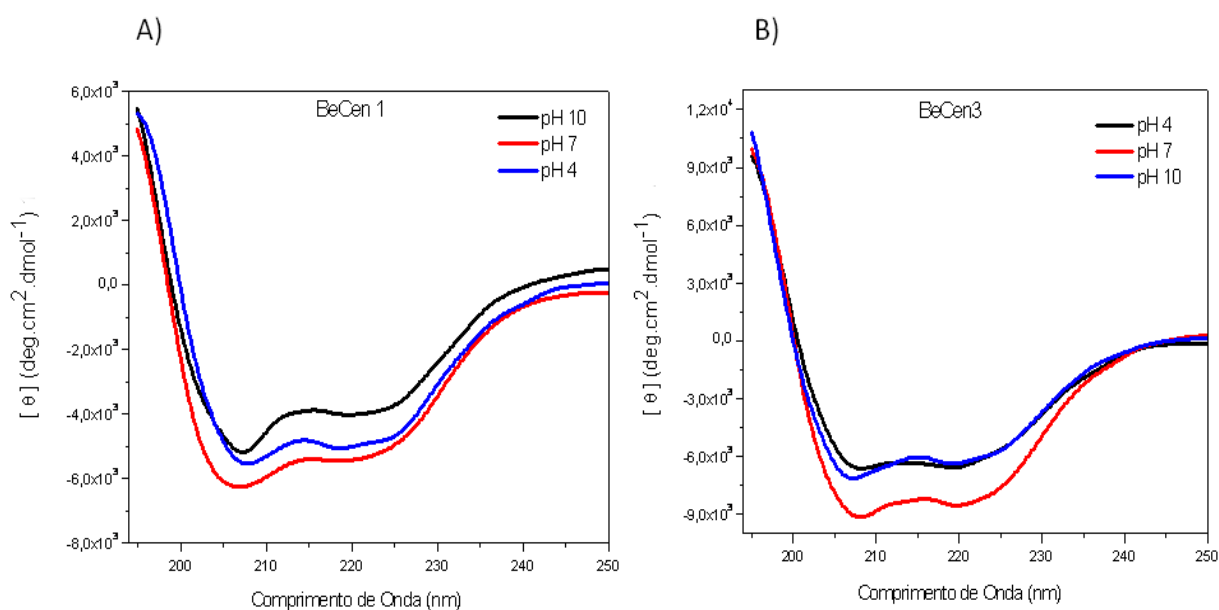 A)
BeCen 1
pH 10
pH 7
pH 4
6,0x10³
4,0x10³
2,0x10³
0,0
-2,0x10³
-4,0x10³
-6,0x10³
-8,0x10³
[ θ ] (deg.cm².dmol⁻¹)
200
210
220
230
240
250
Comprimento de Onda (nm)
B)
BeCen3
pH 4
pH 7
pH 10
1,2x10⁴
9,0x10³
6,0x10³
3,0x10³
0,0
-3,0x10³
-6,0x10³
-9,0x10³
[ θ ] (deg.cm².dmol⁻¹)
200
210
220
230
240
250
Comprimento de Onda (nm)